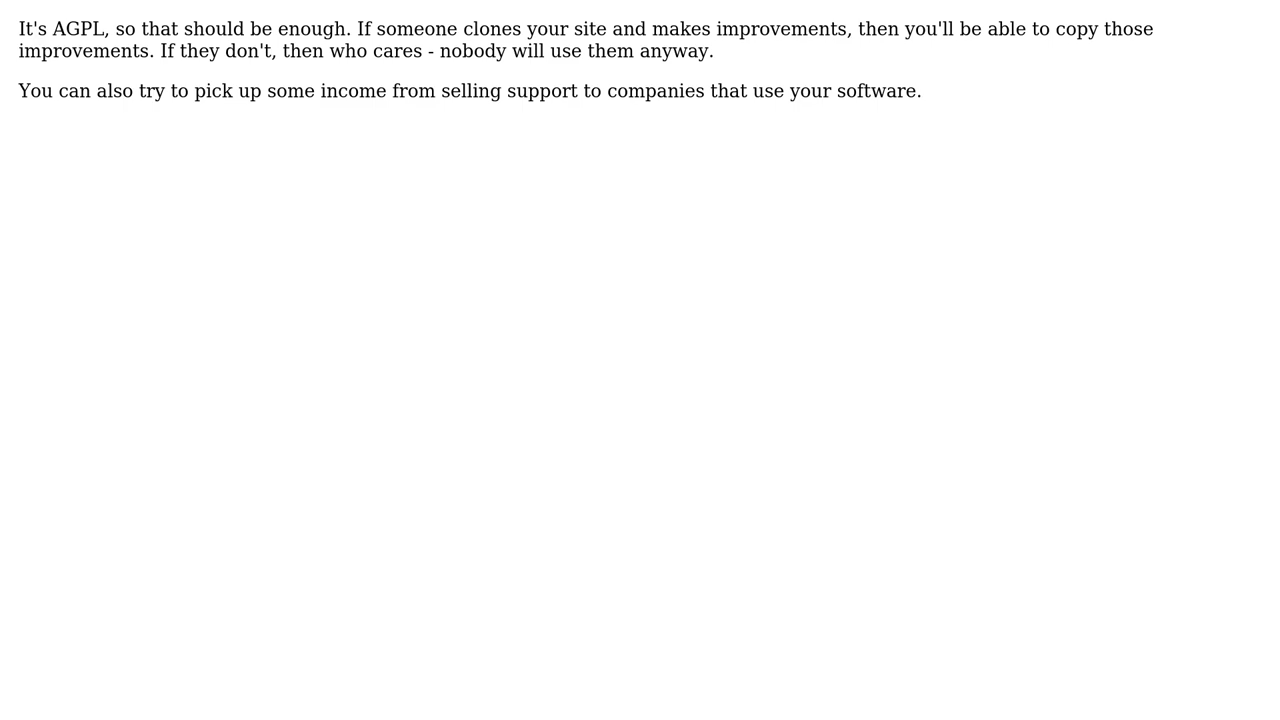 It's AGPL, so that should be enough. If someone clones your site and makes improvements, then you'll be able to copy those
improvements. If they don't, then who cares - nobody will use them anyway.
You can also try to pick up some income from selling support to companies that use your software.